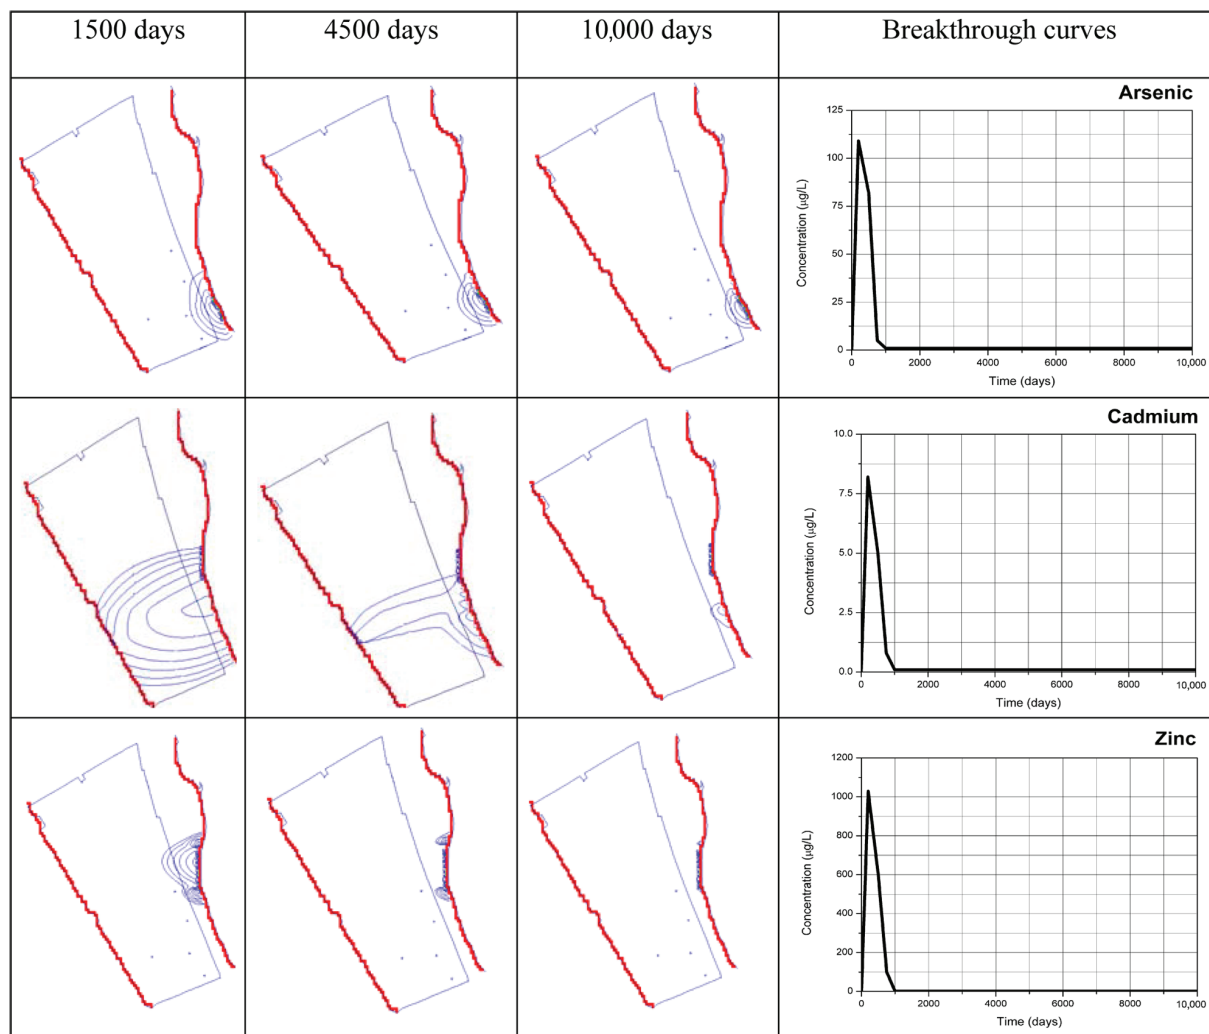 1500 days
4500 days
10,000 days
Breakthrough curves
Arsenic
Concentration (µg/L)
125
100
75
50
25
0
0 2000 4000 6000 8000 10,000
Time (days)
Cadmium
Concentration (µg/L)
10.0
7.5
5.0
2.5
0.0
0 2000 4000 6000 8000 10,000
Time (days)
Zinc
Concentration (µg/L)
1200
1000
800
600
400
200
0
0 2000 4000 6000 8000 10,000
Time (days)